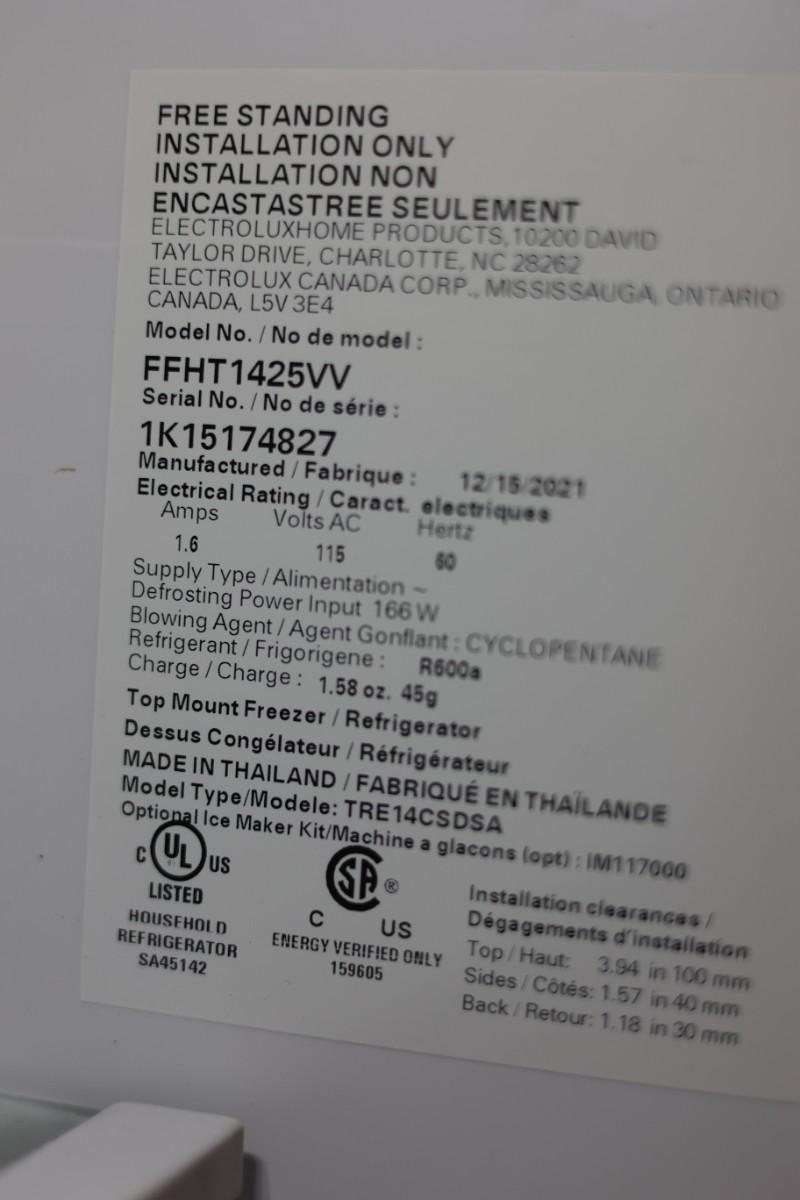 FREE STANDING
INSTALLATION ONLY
INSTALLATION NON
ENCASTASTREE SEULEMENT
ELECTROLUXHOME PRODUCTS, 10200 DAVID
TAYLOR DRIVE, CHARLOTTE, NC 28262
ELECTROLUX CANADA CORP., MISSISSAUGA, ONTARIO
CANADA, L5V 3E4
Model No. / No de model :
FFHT1425VV
Serial No. / No de série :
1K15174827
Manufactured / Fabrique : 12/15/2021
Electrical Rating / Caract. electriques
Amps Volts AC Hertz
1.6 115 60
Supply Type / Alimentation ~
Defrosting Power Input 166 W
Blowing Agent / Agent Gonflant : CYCLOPENTANE
Refrigerant / Frigorigene : R600a
Charge / Charge : 1.58 oz. 45g
Top Mount Freezer / Refrigerator
Dessus Congélateur / Réfrigérateur
MADE IN THAILAND / FABRIQUÉ EN THAÏLANDE
Model Type/Modele: TRE14CSDSA
Optional Ice Maker Kit/Machine a glacons (opt) : IM117000
C UL US
LISTED
HOUSEHOLD
REFRIGERATOR
SA45142
SA ®
C US
ENERGY VERIFIED ONLY
159605
Installation clearances /
Dégagements d'installation
Top / Haut: 3.94 in 100 mm
Sides / Côtés: 1.57 in 40 mm
Back / Retour: 1.18 in 30 mm